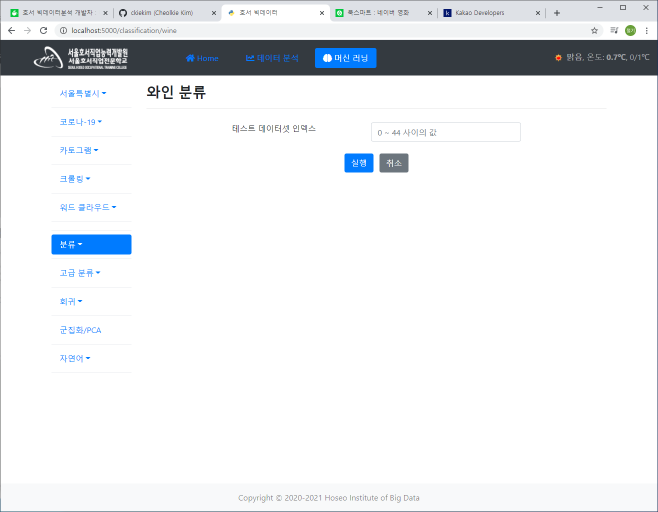 호서 빅데이터분석 개발자
cklekim (Cheolkie Kim)
호서 빅데이터
퀵스타트 : 네이버 영화
Kakao Developers
localhost:5000/classification/wine
서울호서직업능력개발원
서울호서직업전문학교
Home
데이터 분석
머신 러닝
맑음, 온도: 0.7℃, 0/1℃
서울특별시
코로나-19
카토그램
크롤링
워드 클라우드
분류
고급 분류
회귀
군집화/PCA
자연어
와인 분류
테스트 데이터셋 인덱스
0 ~ 44 사이의 값
실행
취소
Copyright © 2020-2021 Hoseo Institute of Big Data